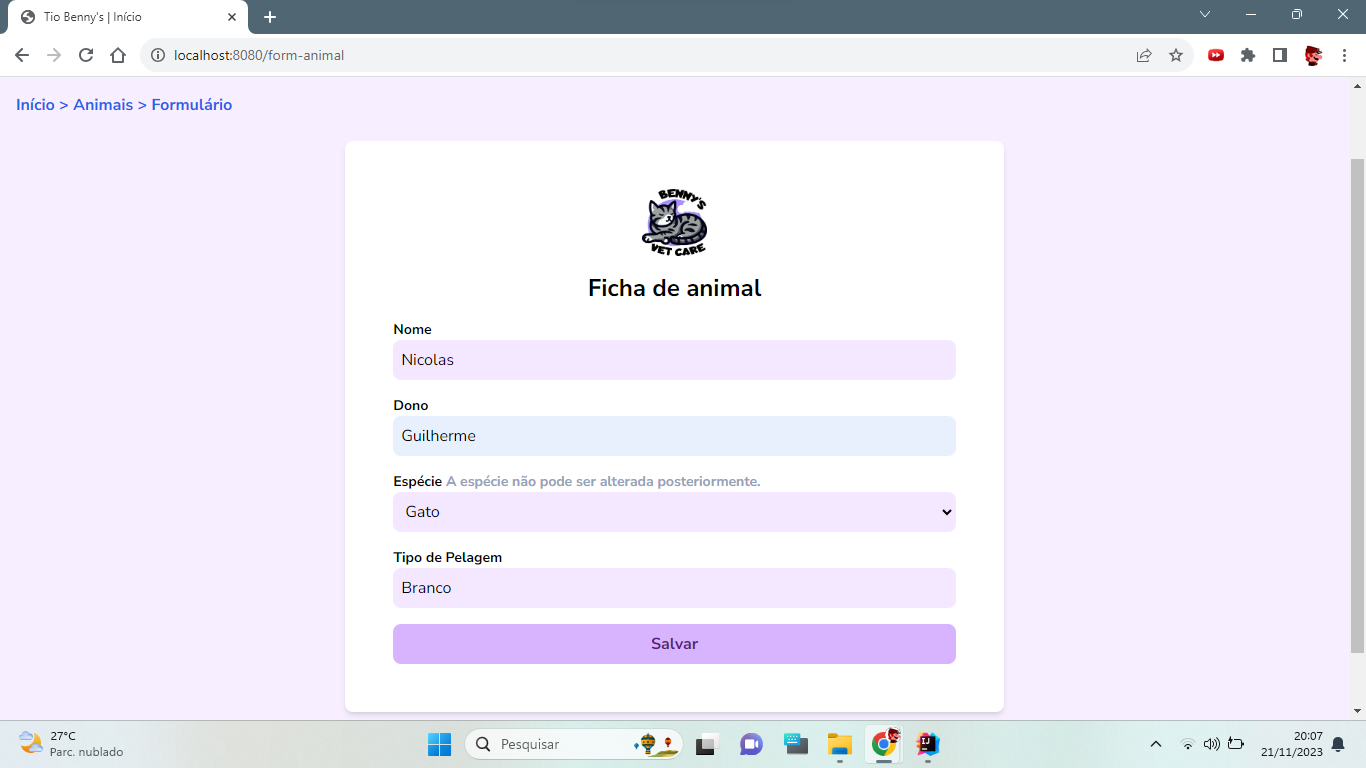 Tio Benny's | Início
localhost:8080/form-animal
Início > Animais > Formulário
BENNY'S
VET CARE
Ficha de animal
Nome
Nicolas
Dono
Guilherme
Espécie A espécie não pode ser alterada posteriormente.
Gato
Tipo de Pelagem
Branco
Salvar
27°C
Parc. nublado
Pesquisar
IJ
20:07
21/11/2023